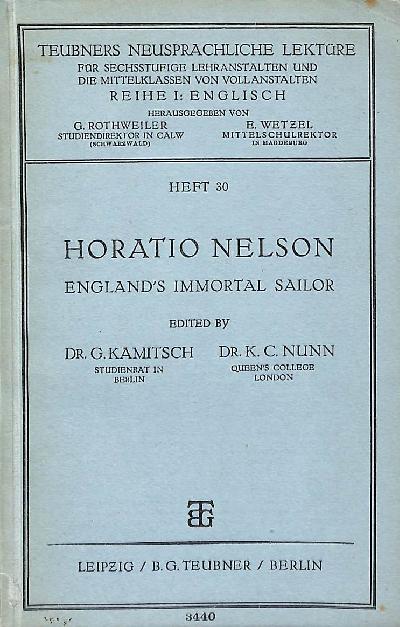 TEUBNERS NEUSPRACHLICHE LEKTÜRE
FÜR SECHSSTUFIGE LEHRANSTALTEN UND
DIE MITTELKLASSEN VON VOLLANSTALTEN
REIHE I: ENGLISCH
HERAUSGEGEBEN VON
G. ROTHWEILER E. WETZEL
STUDIENDIREKTOR IN CALW MITTELSCHULREKTOR
(SCHWARZWALD) IN MAGDEBURG
HEFT 30
HORATIO NELSON
ENGLAND'S IMMORTAL SAILOR
EDITED BY
DR. G. KAMITSCH DR. K. C. NUNN
STUDIENRAT IN QUEEN'S COLLEGE
BERLIN LONDON
BGT
LEIPZIG / B. G. TEUBNER / BERLIN
3440